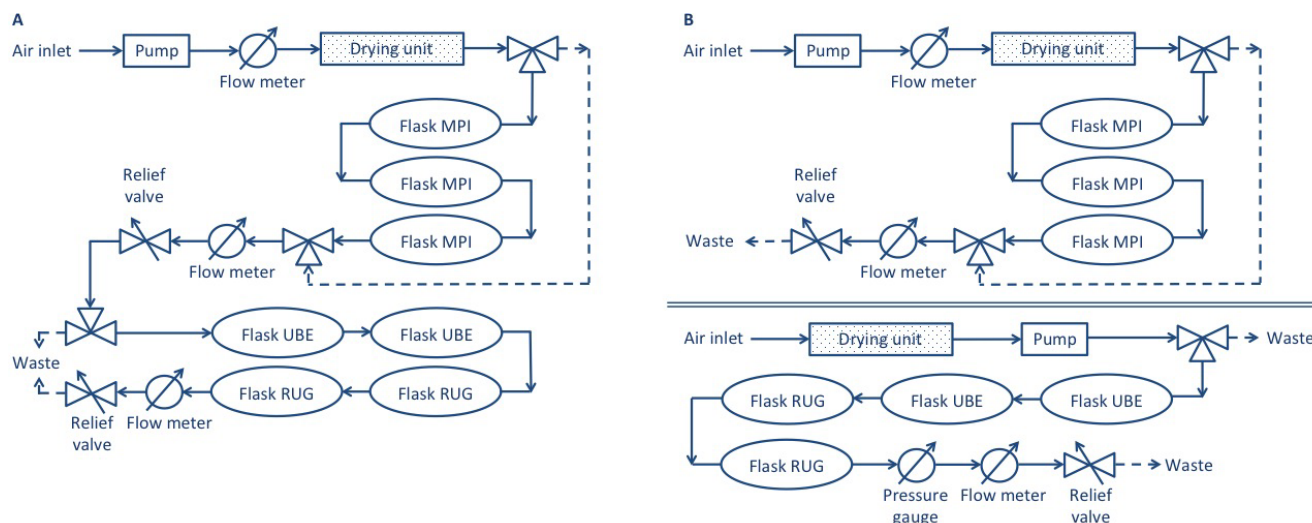 A
Air inlet
Pump
Drying unit
Flow meter
Flask MPI
Flask MPI
Relief
valve
Flask MPI
Flow meter
Flask UBE
Flask UBE
Waste
Flask RUG
Flask RUG
Relief
valve
Flow meter
B
Air inlet
Pump
Drying unit
Flow meter
Flask MPI
Flask MPI
Relief
valve
Waste
Flask MPI
Flow meter
Air inlet
Drying unit
Pump
Waste
Flask RUG
Flask UBE
Flask UBE
Flask RUG
Waste
Pressure
gauge
Flow meter
Relief
valve